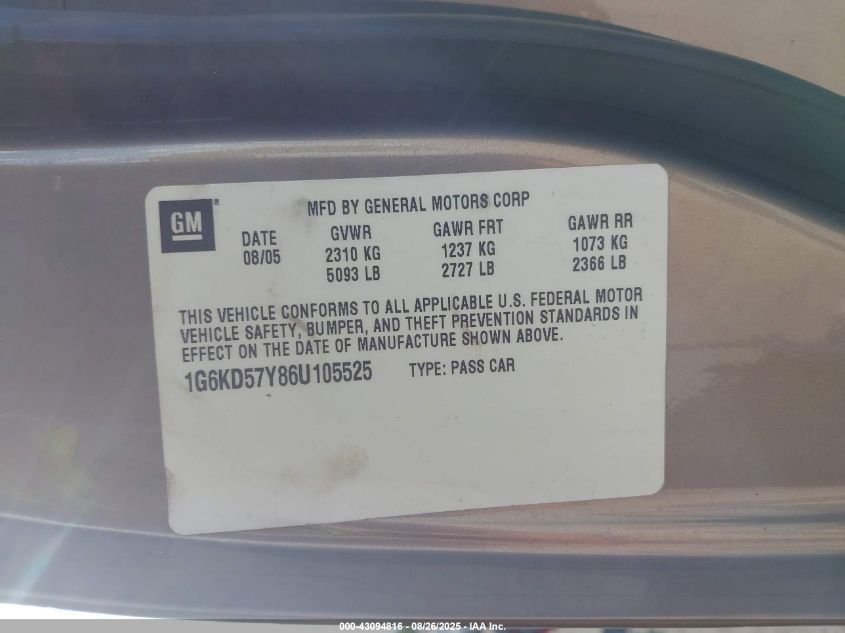 GM ®
MFD BY GENERAL MOTORS CORP
DATE GVWR GAWR FRT GAWR RR
08/05 2310 KG 1237 KG 1073 KG
5093 LB 2727 LB 2366 LB
THIS VEHICLE CONFORMS TO ALL APPLICABLE U.S. FEDERAL MOTOR
VEHICLE SAFETY, BUMPER, AND THEFT PREVENTION STANDARDS IN
EFFECT ON THE DATE OF MANUFACTURE SHOWN ABOVE.
1G6KD57Y86U105525 TYPE: PASS CAR
000-43094816 - 08/26/2025 - IAA Inc.